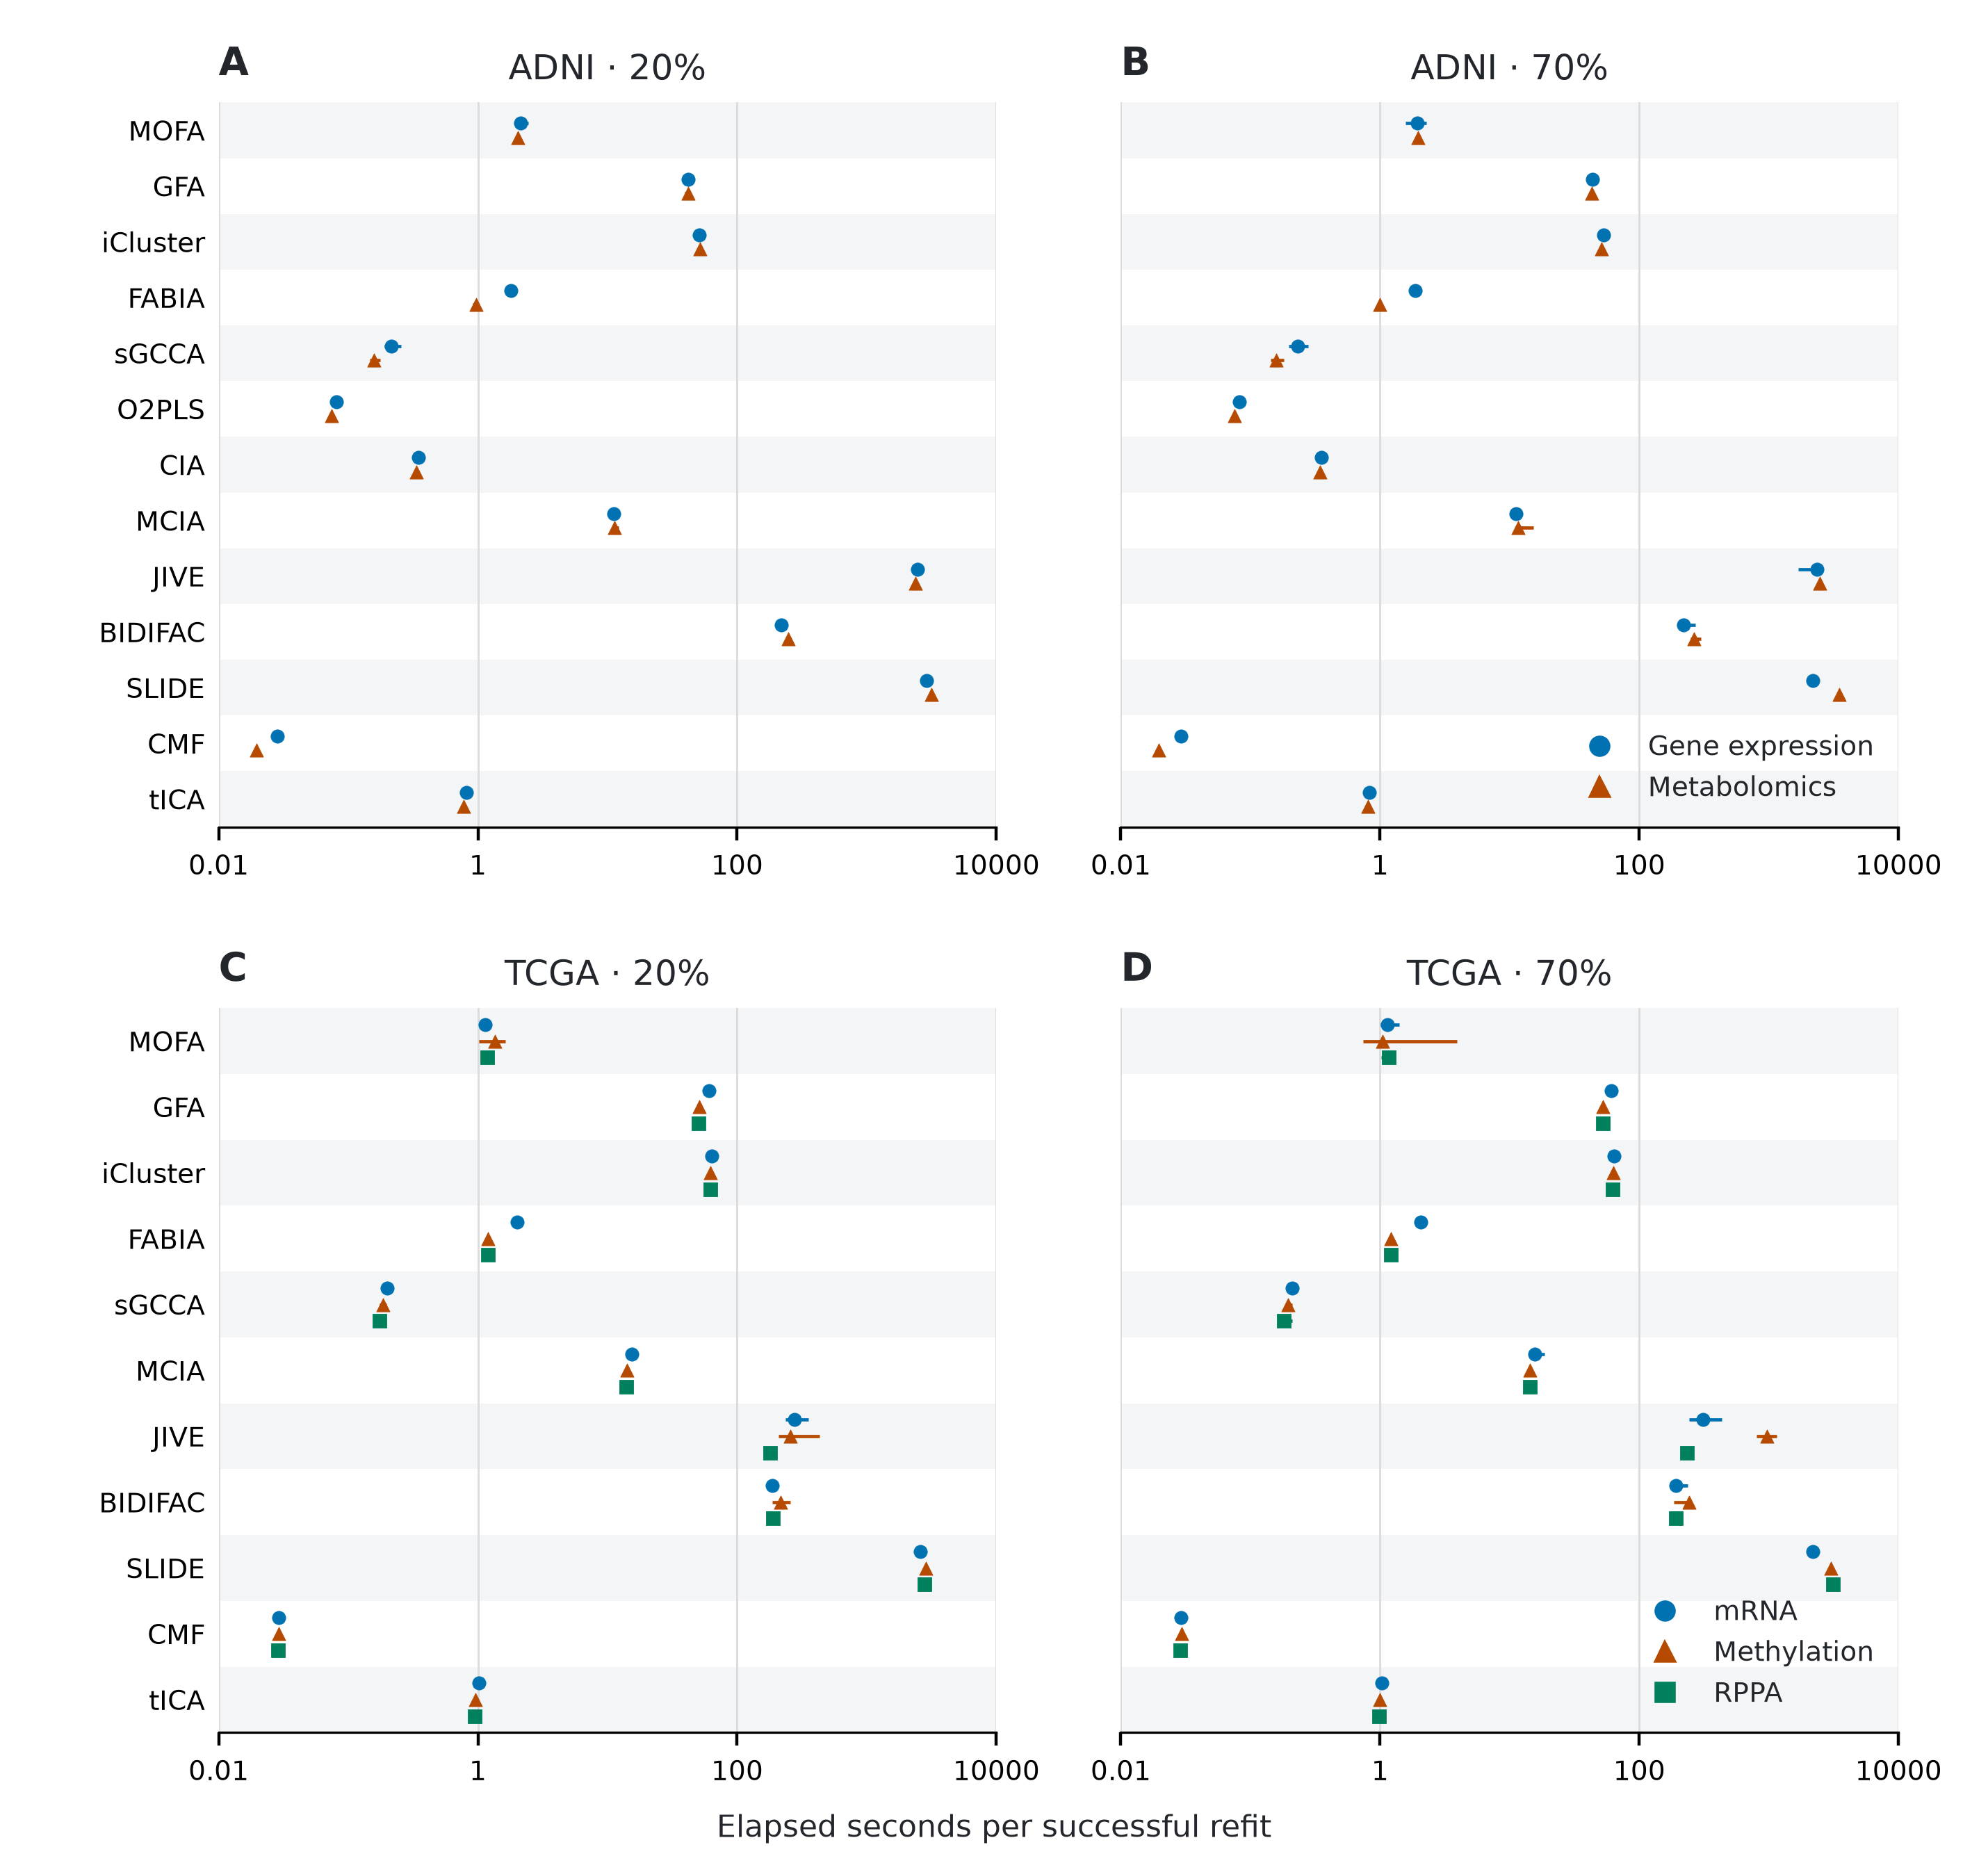 A
ADNI · 20%
MOFA
GFA
iCluster
FABIA
sGCCA
O2PLS
CIA
MCIA
JIVE
BIDIFAC
SLIDE
CMF
tICA
0.01 1 100 10000
B
ADNI · 70%
Gene expression
Metabolomics
0.01 1 100 10000
C
TCGA · 20%
MOFA
GFA
iCluster
FABIA
sGCCA
MCIA
JIVE
BIDIFAC
SLIDE
CMF
tICA
0.01 1 100 10000
D
TCGA · 70%
mRNA
Methylation
RPPA
0.01 1 100 10000
Elapsed seconds per successful refit